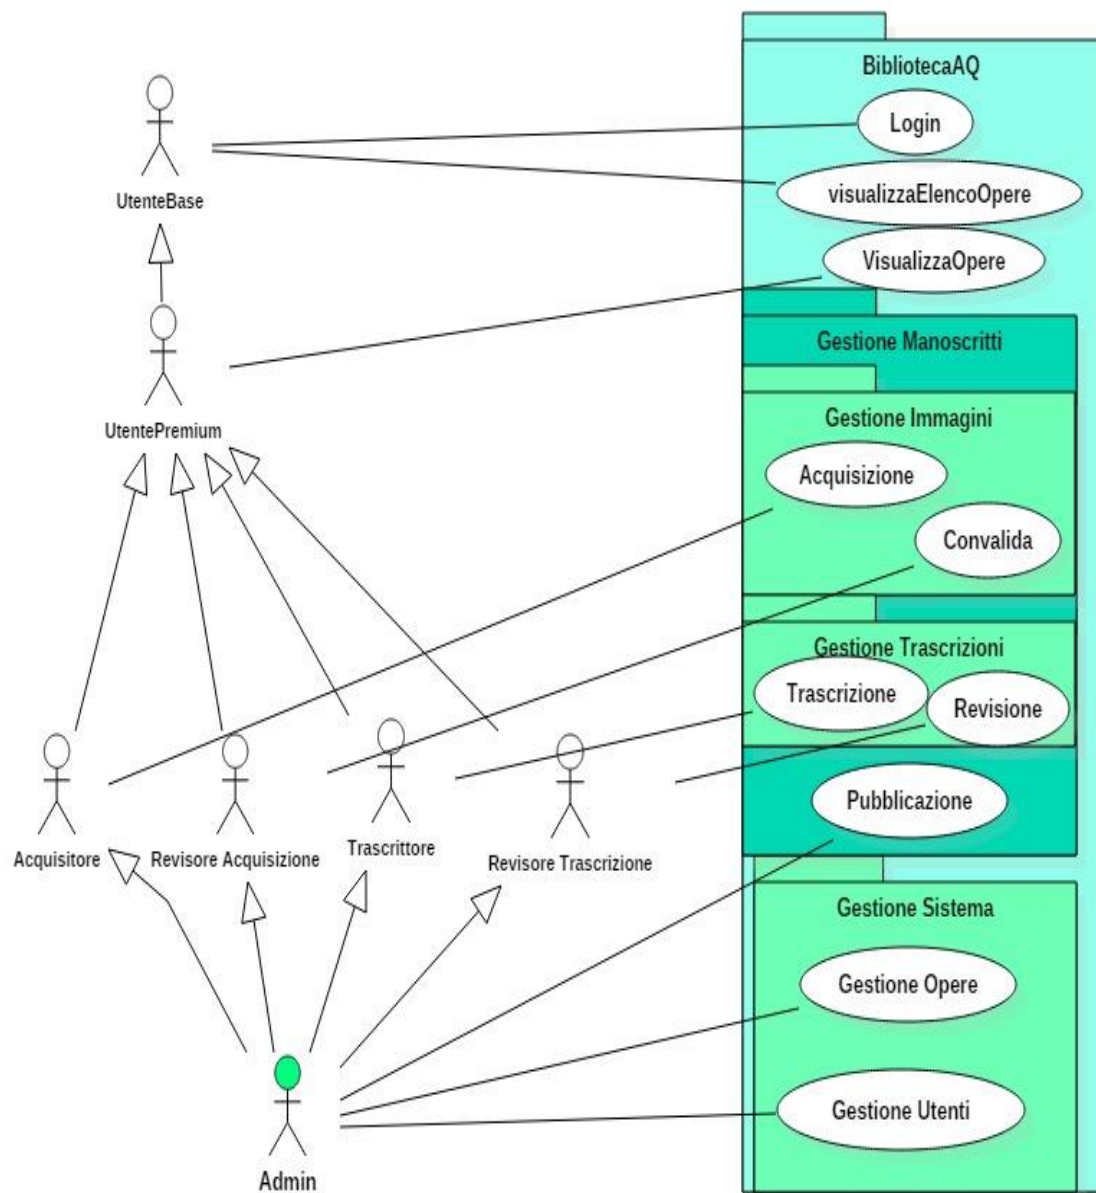 BibliotecaAQ
Login
visualizzaElencoOpere
UtenteBase
VisualizzaOpere
Gestione Manoscritti
UtentePremium
Gestione Immagini
Acquisizione
Convalida
Gestione Trascrizioni
Trascrizione
Revisione
Pubblicazione
Acquisitore
Revisore Acquisizione
Trascrittore
Revisore Trascrizione
Gestione Sistema
Gestione Opere
Gestione Utenti
Admin